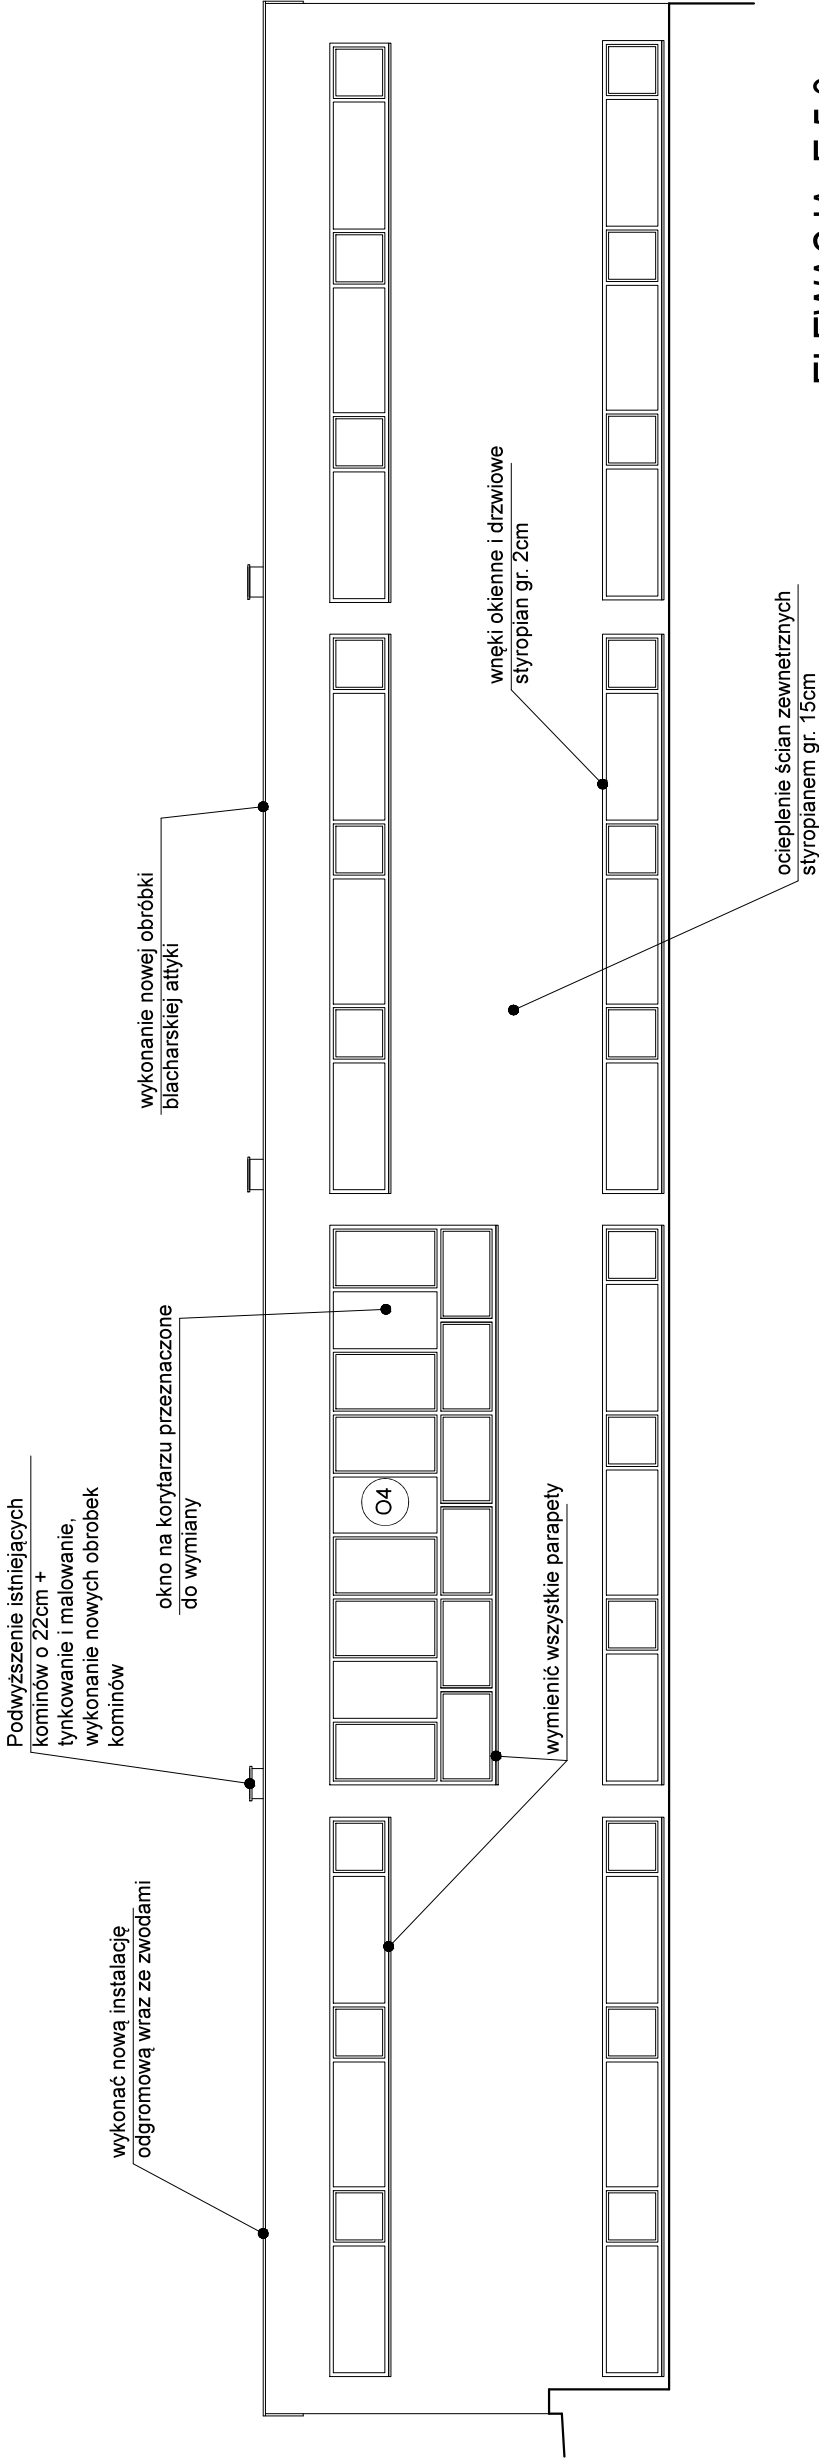 wykonać nową instalację
odgromową wraz ze zwodami
Podwyższenie istniejących
kominów o 22cm +
tynkowanie i malowanie,
wykonanie nowych obrobek
kominów
okno na korytarzu przeznaczone
do wymiany
wykonanie nowej obróbki
blacharskiej attyki
O4
wymienić wszystkie parapety
wnęki okienne i drzwiowe
styropian gr. 2cm
ocieplenie ścian zewnetrznych
styropianem gr. 15cm